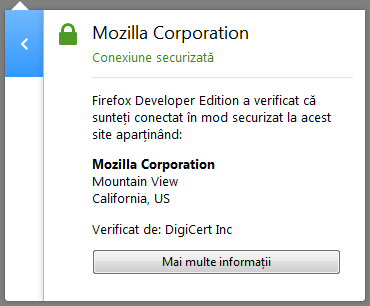 Mozilla Corporation
Conexiune securizată
Firefox Developer Edition a verificat că
sunteți conectat în mod securizat la acest
site aparținând:
Mozilla Corporation
Mountain View
California, US
Verificat de: DigiCert Inc
Mai multe informații